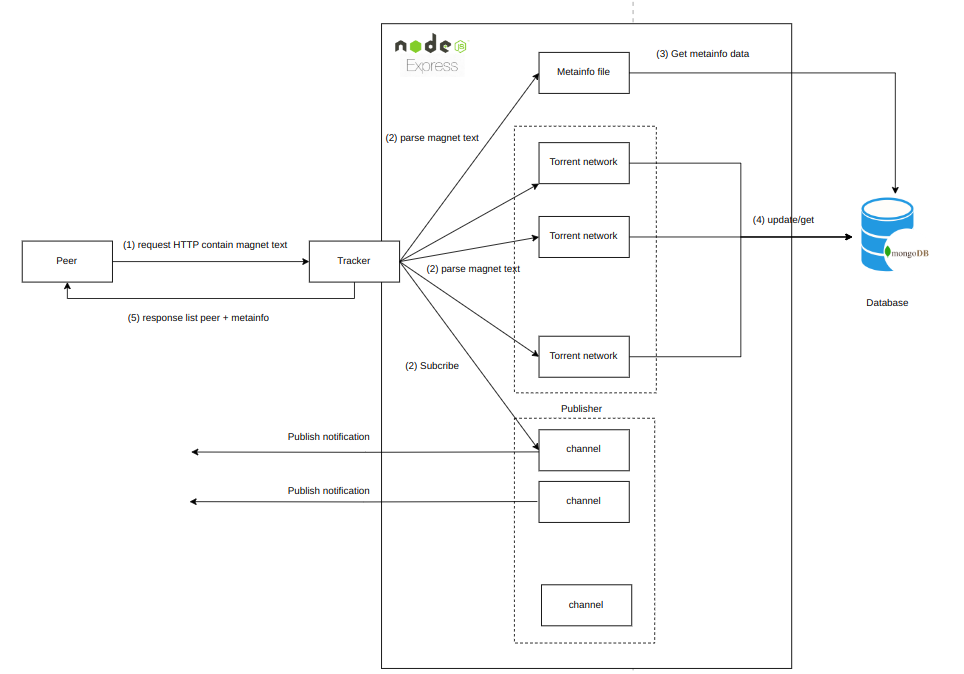 node
JS
Express
Metainfo file
(3) Get metainfo data
(2) parse magnet text
Torrent network
Torrent network
(4) update/get
(1) request HTTP contain magnet text
Peer
Tracker
(2) parse magnet text
mongoDB
Database
(5) response list peer + metainfo
Torrent network
(2) Subcribe
Publisher
Publish notification
channel
Publish notification
channel
channel